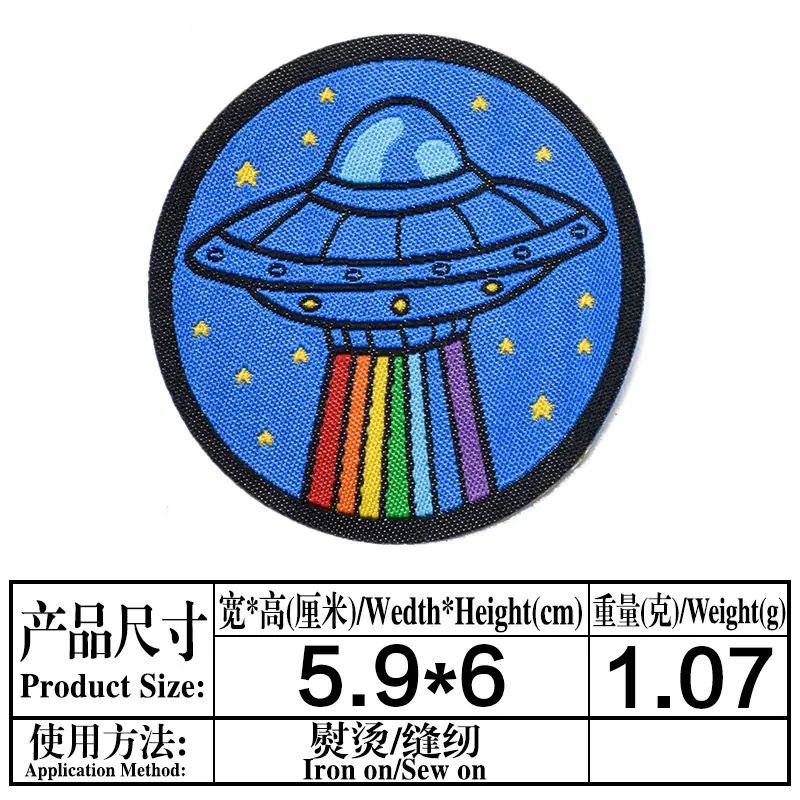 产品尺寸
Product Size:
宽*高(厘米)/Wedth*Height(cm)
5.9*6
重量(克)/Weight(g)
1.07
使用方法:
Application Method:
熨烫/缝纫
Iron on/Sew on